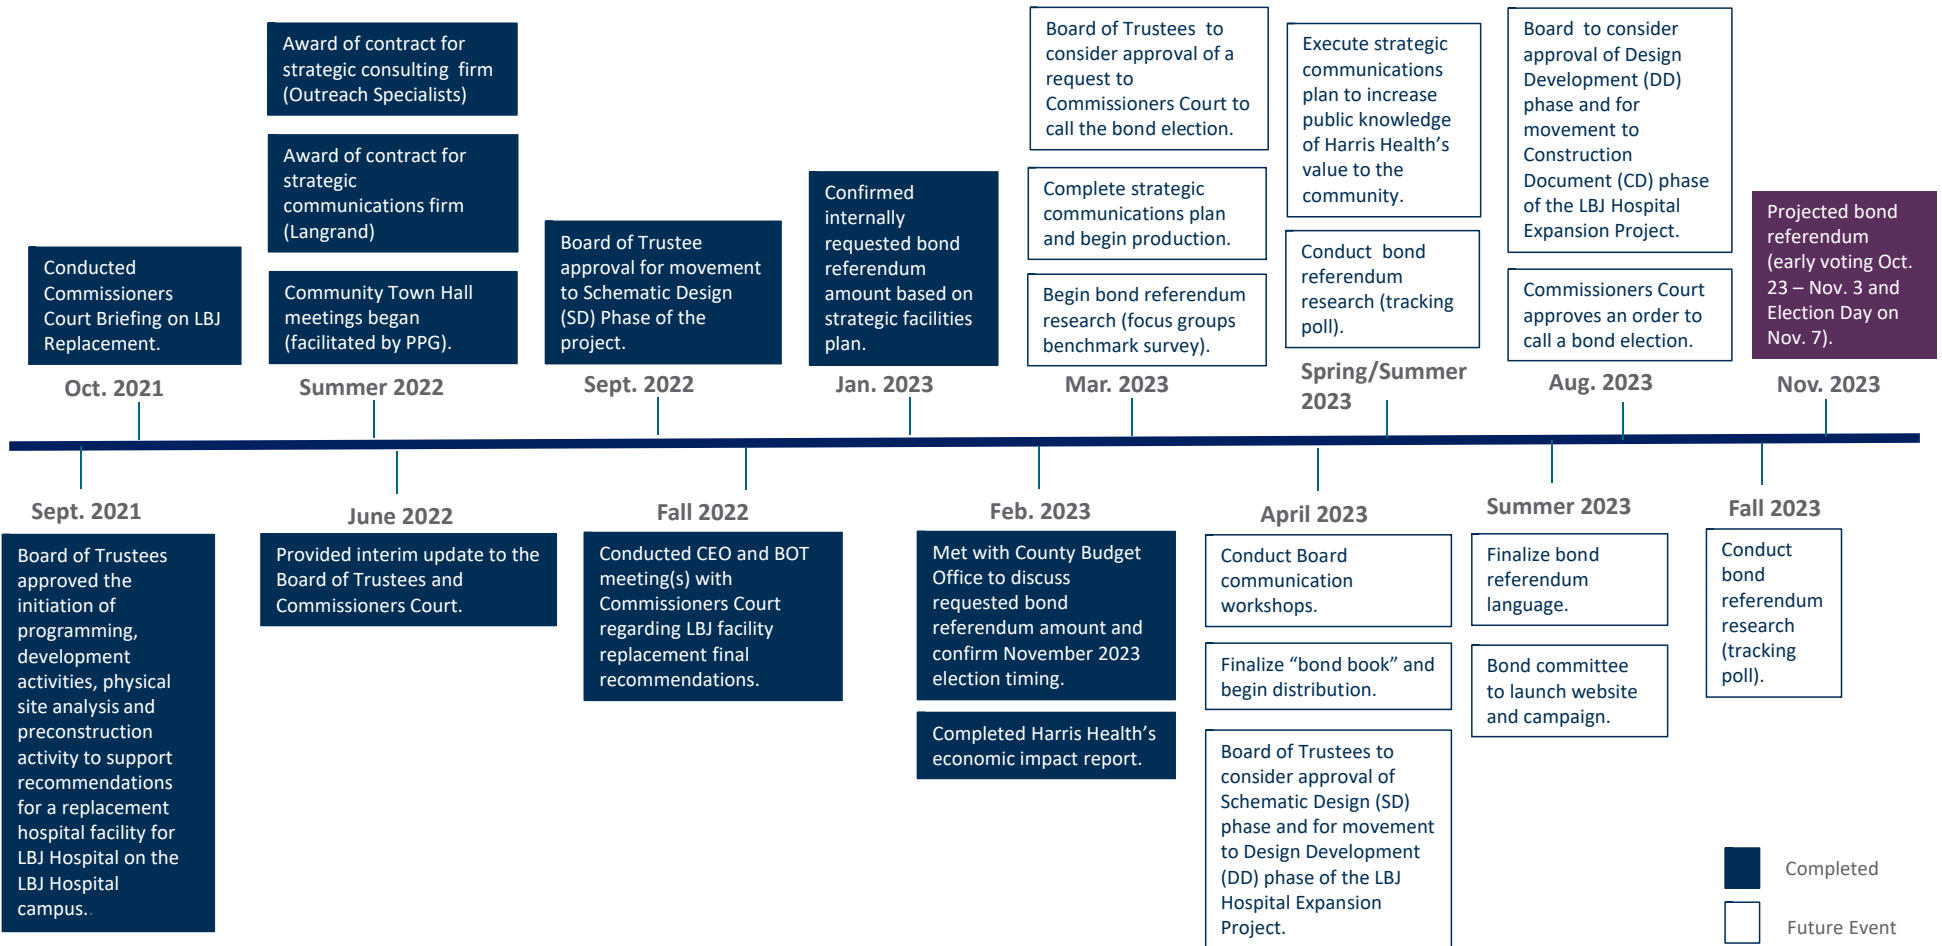 Award of contract for
strategic consulting firm
(Outreach Specialists)
Award of contract for
strategic
communications firm
(Langrand)
Community Town Hall
meetings began
(facilitated by PPG).
Conducted
Commissioners
Court Briefing on LBJ
Replacement.
Board of Trustee
approval for movement
to Schematic Design
(SD) Phase of the
project.
Confirmed
internally
requested bond
referendum
amount based on
strategic facilities
plan.
Board of Trustees to
consider approval of a
request to
Commissioners Court to
call the bond election.
Complete strategic
communications plan
and begin production.
Begin bond referendum
research (focus groups
benchmark survey).
Execute strategic
communications
plan to increase
public knowledge
of Harris Health's
value to the
community.
Conduct bond
referendum
research (tracking
poll).
Board to consider
approval of Design
Development (DD)
phase and for
movement to
Construction
Document (CD) phase
of the LBJ Hospital
Expansion Project.
Commissioners Court
approves an order to
call a bond election.
Projected bond
referendum
(early voting Oct.
23 – Nov. 3 and
Election Day on
Nov. 7).
Oct. 2021
Summer 2022
Sept. 2022
Jan. 2023
Mar. 2023
Spring/Summer
2023
Aug. 2023
Nov. 2023
Sept. 2021
June 2022
Fall 2022
Feb. 2023
April 2023
Summer 2023
Fall 2023
Board of Trustees
approved the
initiation of
programming,
development
activities, physical
site analysis and
preconstruction
activity to support
recommendations
for a replacement
hospital facility for
LBJ Hospital on the
LBJ Hospital
campus..
Provided interim update to the
Board of Trustees and
Commissioners Court.
Conducted CEO and BOT
meeting(s) with
Commissioners Court
regarding LBJ facility
replacement final
recommendations.
Met with County Budget
Office to discuss
requested bond
referendum amount and
confirm November 2023
election timing.
Completed Harris Health's
economic impact report.
Conduct Board
communication
workshops.
Finalize “bond book” and
begin distribution.
Board of Trustees to
consider approval of
Schematic Design (SD)
phase and for movement
to Design Development
(DD) phase of the LBJ
Hospital Expansion
Project.
Finalize bond
referendum
language.
Bond committee
to launch website
and campaign.
Conduct
bond
referendum
research
(tracking
poll).
Completed
Future Event